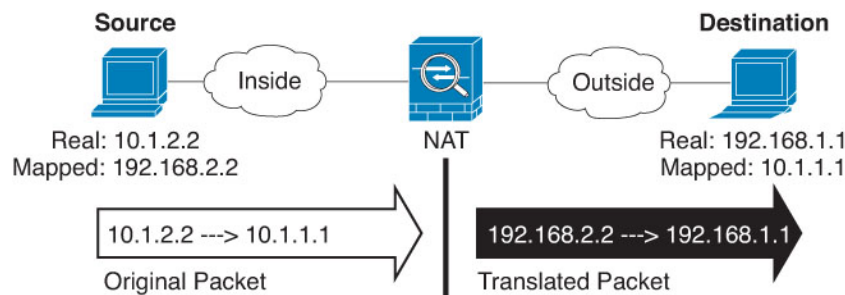 Source
Destination
Inside
Outside
NAT
Real: 10.1.2.2
Mapped: 192.168.2.2
Real: 192.168.1.1
Mapped: 10.1.1.1
10.1.2.2 ---> 10.1.1.1
192.168.2.2 ---> 192.168.1.1
Original Packet
Translated Packet